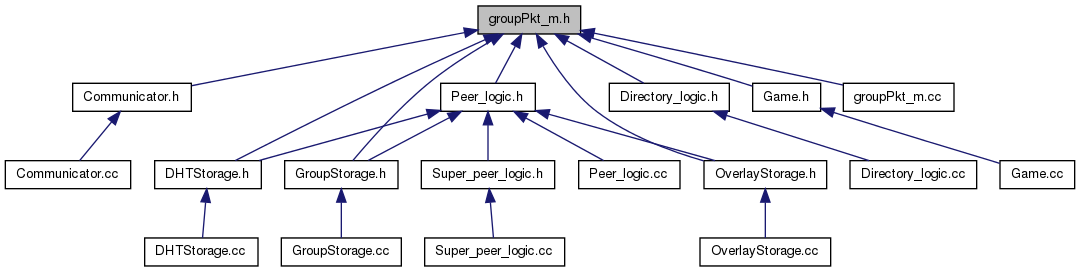 groupPkt_m.h
Communicator.h
Peer_logic.h
Directory_logic.h
Game.h
groupPkt_m.cc
Communicator.cc
DHTStorage.h
GroupStorage.h
Super_peer_logic.h
Peer_logic.cc
OverlayStorage.h
Directory_logic.cc
Game.cc
DHTStorage.cc
GroupStorage.cc
Super_peer_logic.cc
OverlayStorage.cc